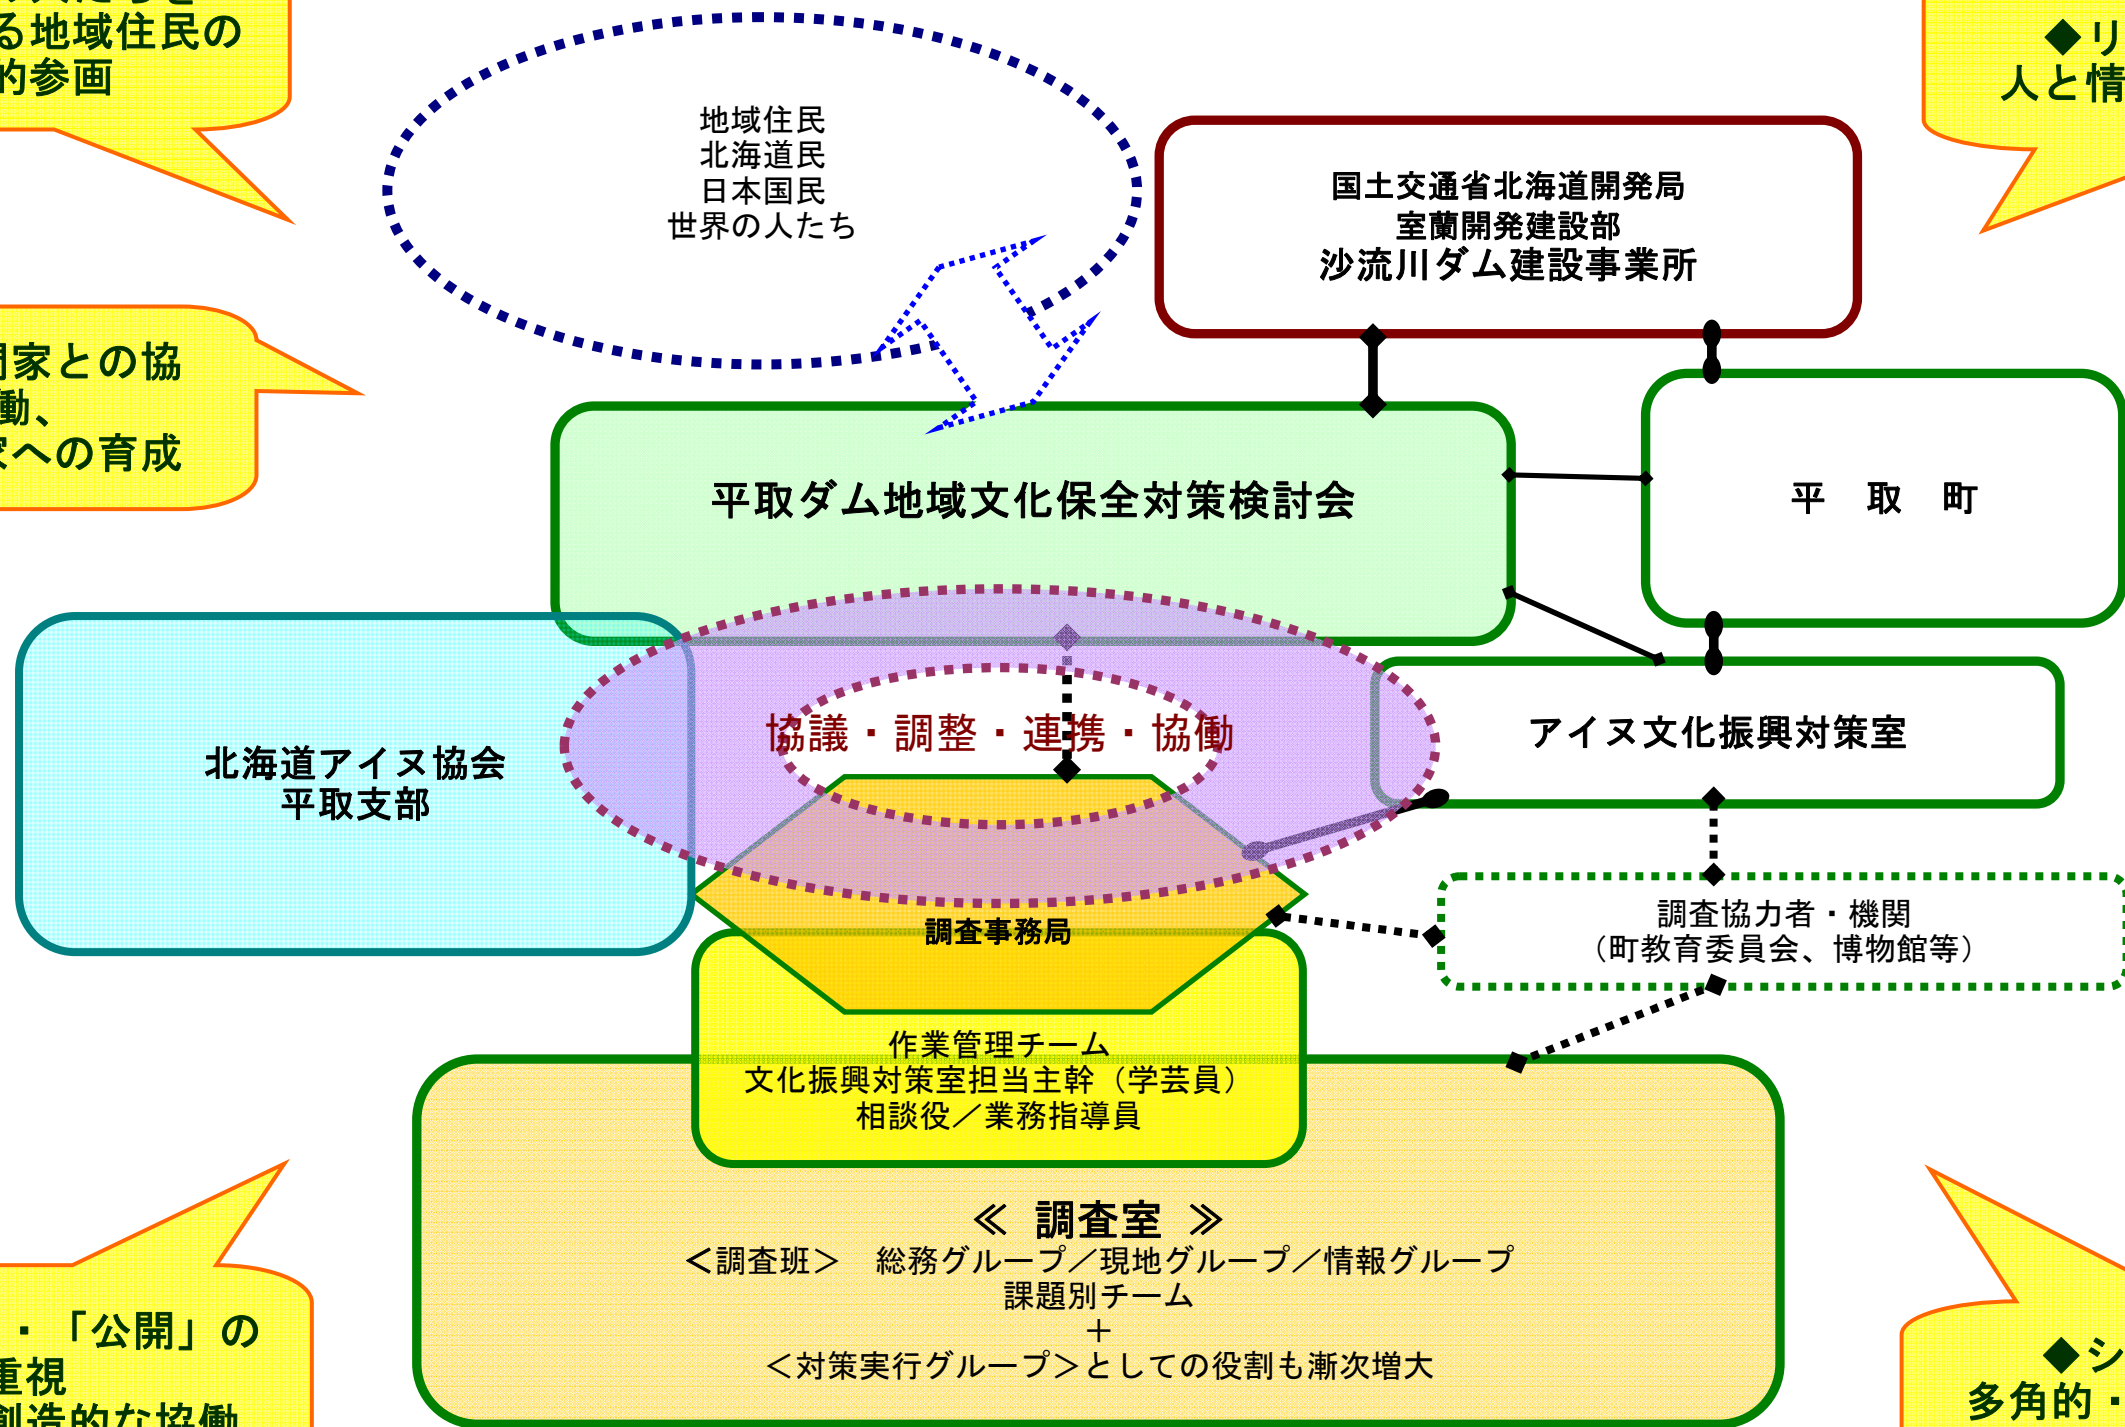 る地域住民の
的参画
家との協
働、
への育成
地域住民
北海道民
日本国民
世界の人たち
国土交通省北海道開発局
室蘭開発建設部
沙流川ダム建設事業所
◆リ
人と情
平取ダム地域文化保全対策検討会
平 取 町
北海道アイヌ協会
平取支部
協議・調整・連携・協働
アイヌ文化振興対策室
調査事務局
調査協力者・機関
（町教育委員会、博物館等）
作業管理チーム
文化振興対策室担当主幹（学芸員）
相談役／業務指導員
≪ 調査室 ≫
＜調査班＞ 総務グループ／現地グループ／情報グループ
課題別チーム
＋
＜対策実行グループ＞としての役割も漸次増大
・「公開」の
重視
創造的な協働
◆シ
多角的・